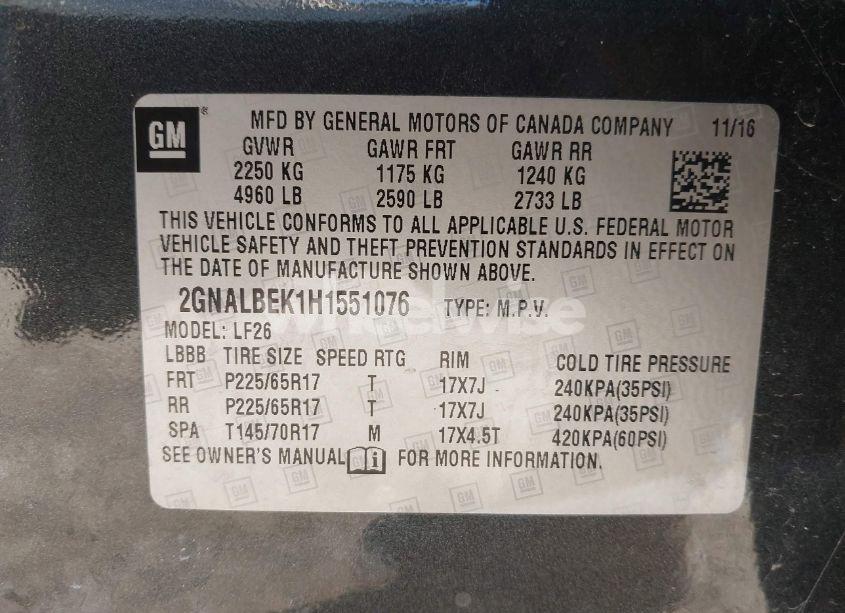 GM® MFD BY GENERAL MOTORS OF CANADA COMPANY 11/16
GVWR GAWR FRT GAWR RR
2250 KG 1175 KG 1240 KG
4960 LB 2590 LB 2733 LB
THIS VEHICLE CONFORMS TO ALL APPLICABLE U.S. FEDERAL MOTOR
VEHICLE SAFETY AND THEFT PREVENTION STANDARDS IN EFFECT ON
THE DATE OF MANUFACTURE SHOWN ABOVE.
2GNALBEK1H1551076 TYPE: M.P.V.
wheelwise
MODEL: LF26
LBBB TIRE SIZE SPEED RTG RIM COLD TIRE PRESSURE
FRT P225/65R17 T 17X7J 240KPA(35PSI)
RR P225/65R17 T 17X7J 240KPA(35PSI)
SPA T145/70R17 M 17X4.5T 420KPA(60PSI)
SEE OWNER'S MANUAL FOR MORE INFORMATION.